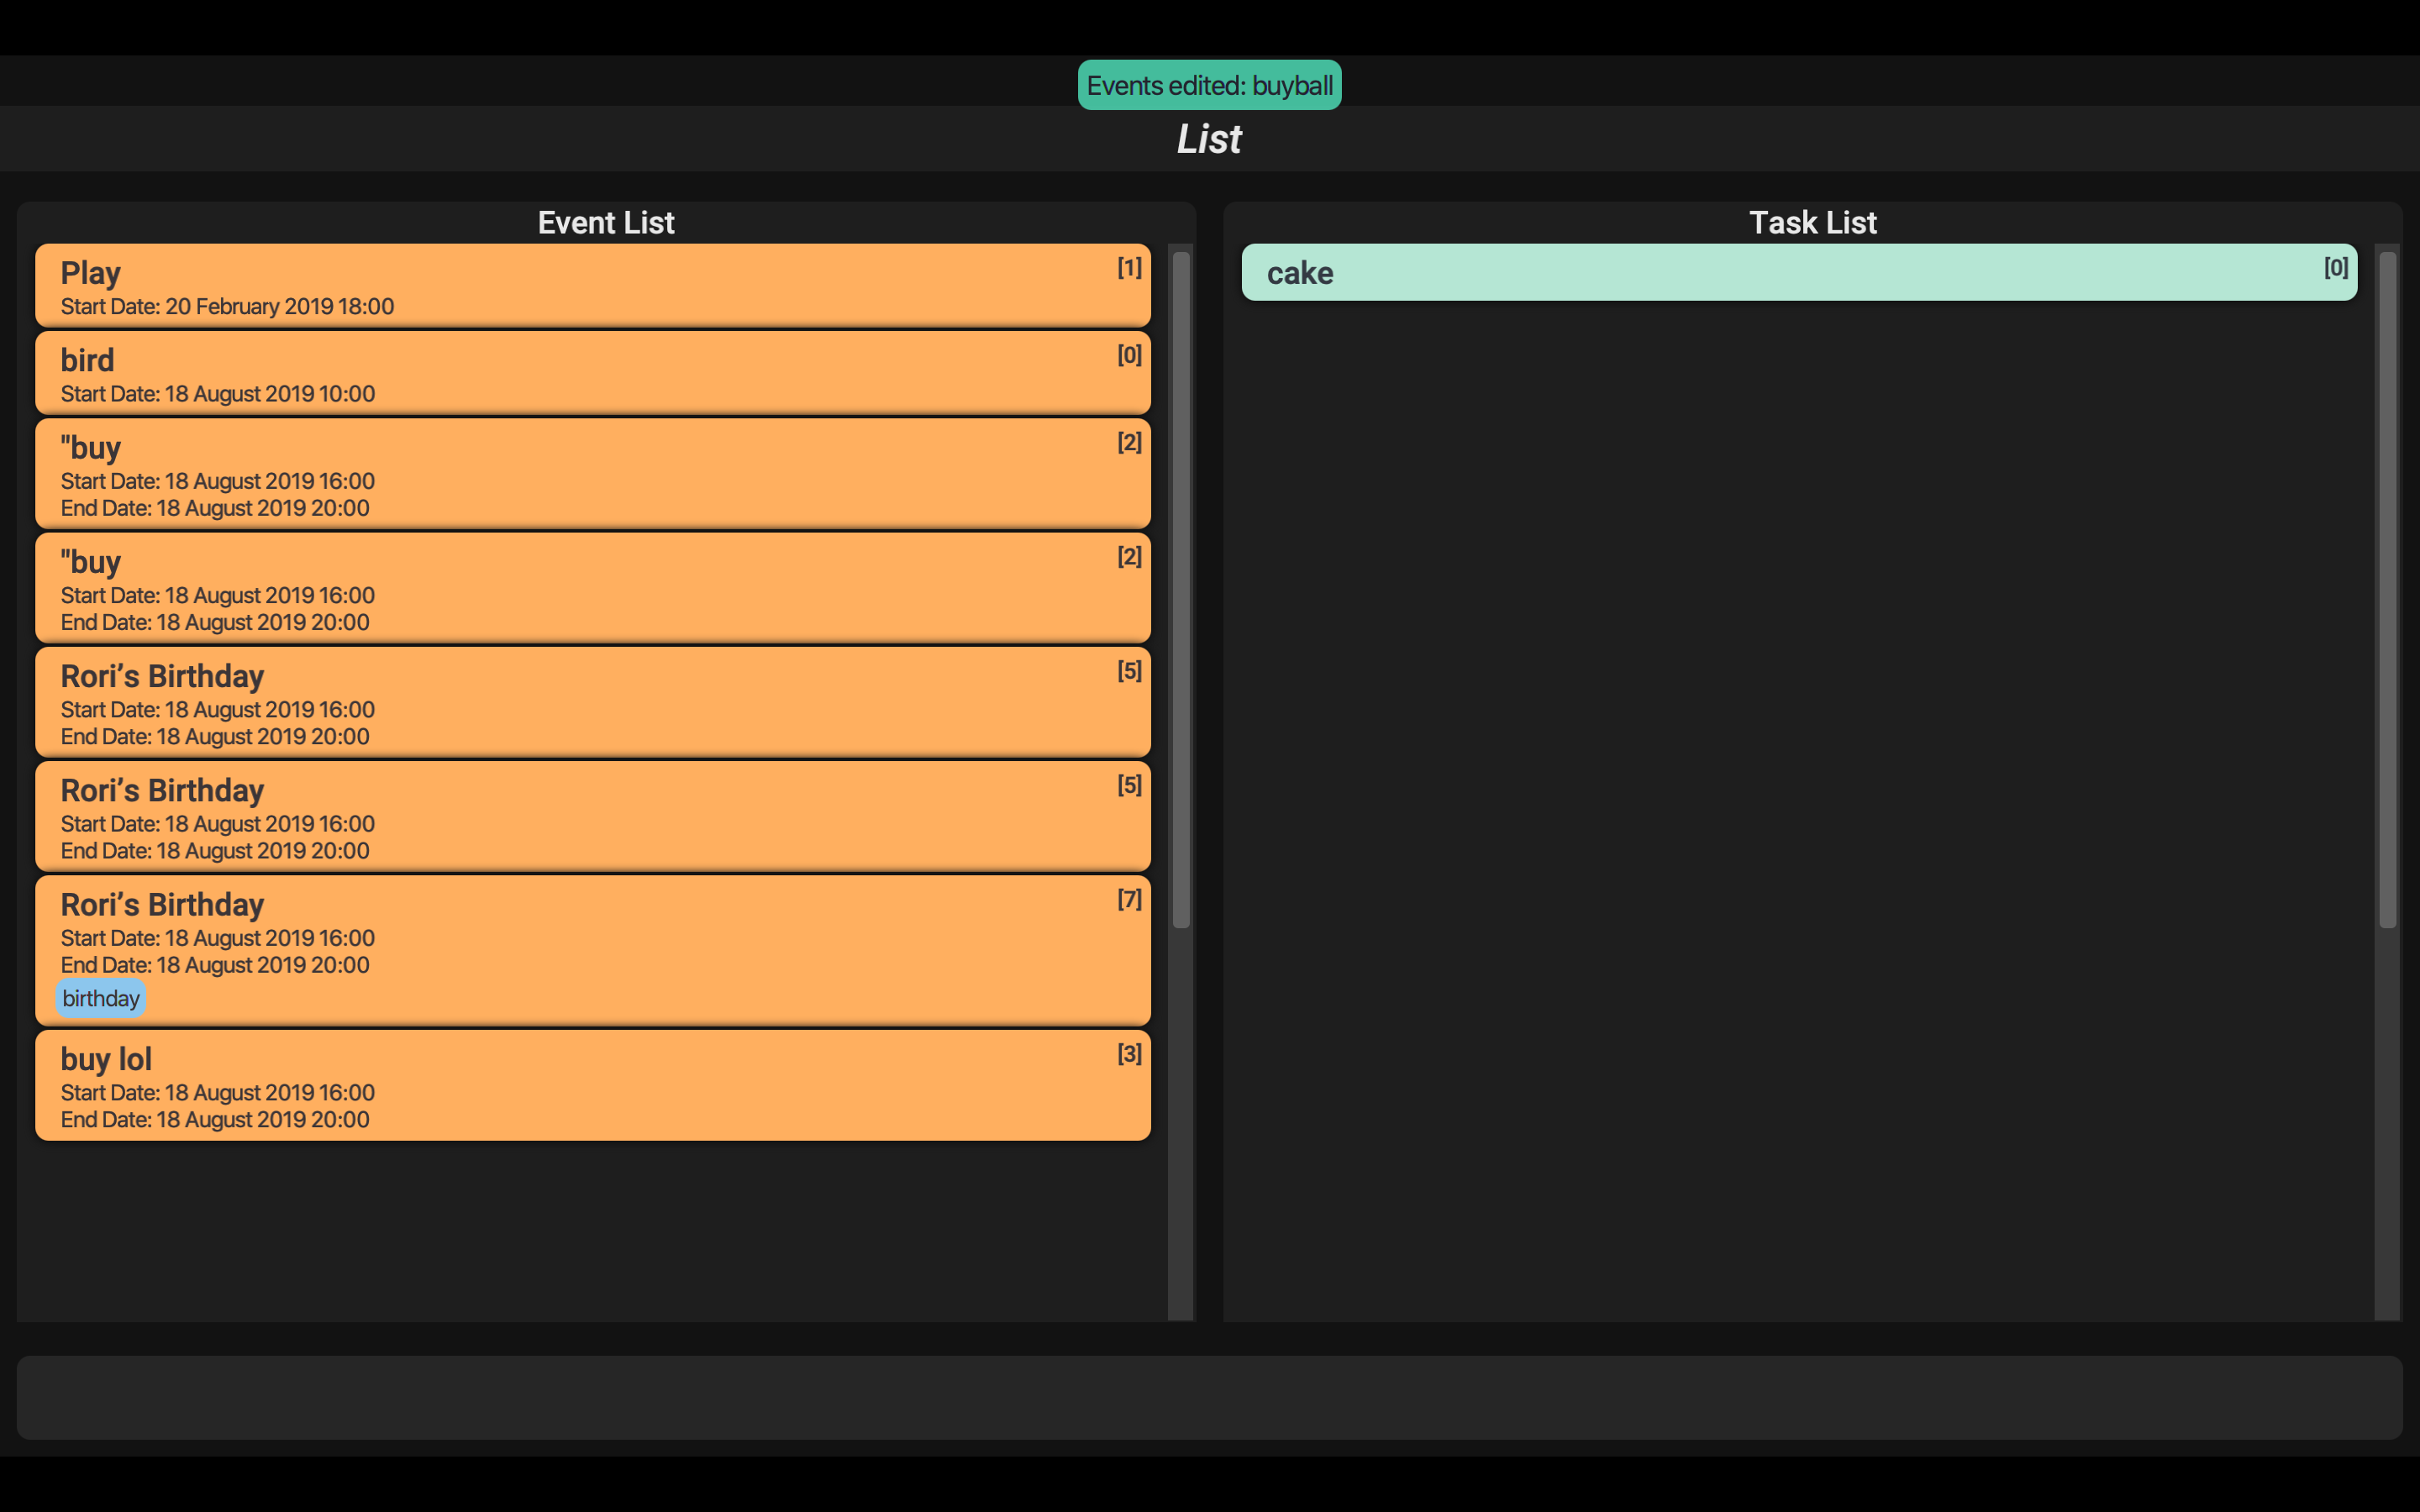 Events edited: buyball
List
Event List
Play [1]
Start Date: 20 February 2019 18:00
bird [0]
Start Date: 18 August 2019 10:00
"buy [2]
Start Date: 18 August 2019 16:00
End Date: 18 August 2019 20:00
"buy [2]
Start Date: 18 August 2019 16:00
End Date: 18 August 2019 20:00
Rori’s Birthday [5]
Start Date: 18 August 2019 16:00
End Date: 18 August 2019 20:00
Rori’s Birthday [5]
Start Date: 18 August 2019 16:00
End Date: 18 August 2019 20:00
Rori’s Birthday [7]
Start Date: 18 August 2019 16:00
End Date: 18 August 2019 20:00
birthday
buy lol [3]
Start Date: 18 August 2019 16:00
End Date: 18 August 2019 20:00
Task List
cake [0]